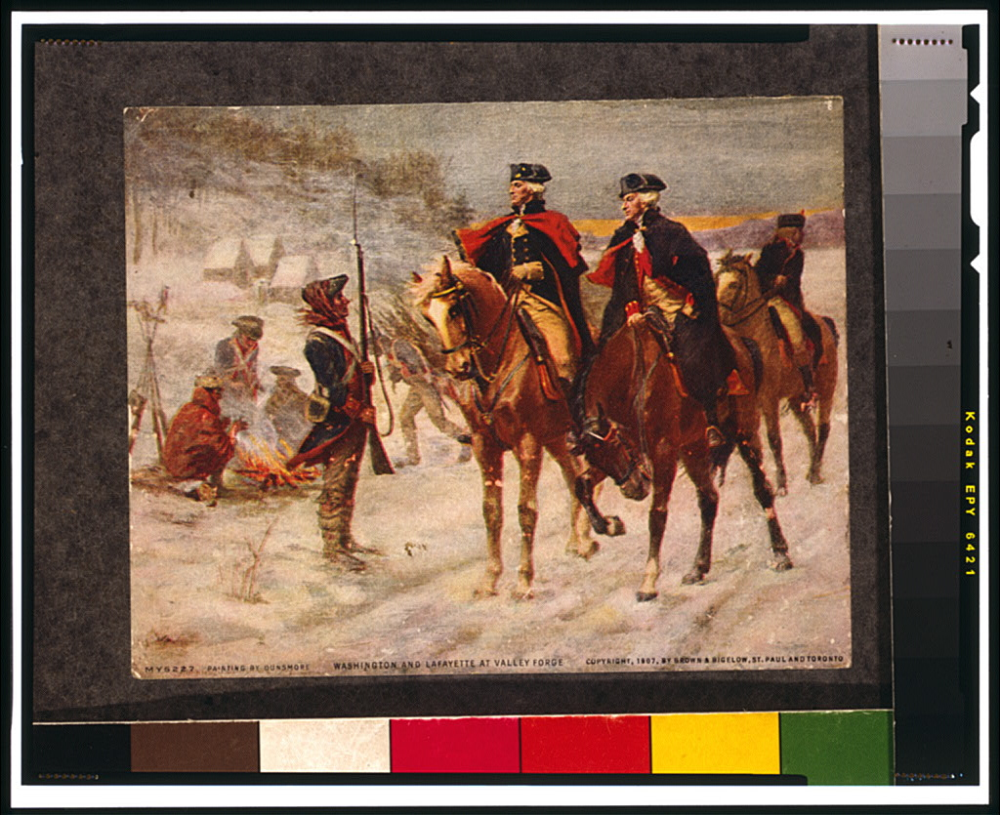 MY5227. PAINTING BY DUNSMORE WASHINGTON AND LAFAYETTE AT VALLEY FORGE COPYRIGHT, 1907, BY BROWN & BIGELOW, ST. PAUL AND TORONTO
Kodak EPY 6421